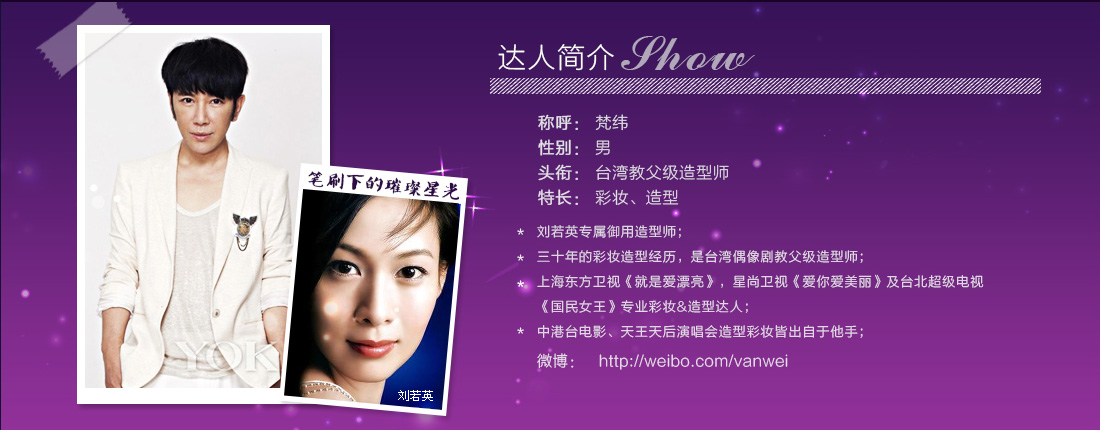 达人简介 Show
称呼： 梵纬
性别： 男
头衔： 台湾教父级造型师
特长： 彩妆、造型
* 刘若英专属御用造型师；
* 三十年的彩妆造型经历，是台湾偶像剧教父级造型师；
* 上海东方卫视《就是爱漂亮》，星尚卫视《爱你爱美丽》及台北超级电视
《国民女王》专业彩妆&造型达人；
* 中港台电影、天王天后演唱会造型彩妆皆出自于他手；
微博： http://weibo.com/vanwei
笔刷下的璀璨星光
刘若英
YOK